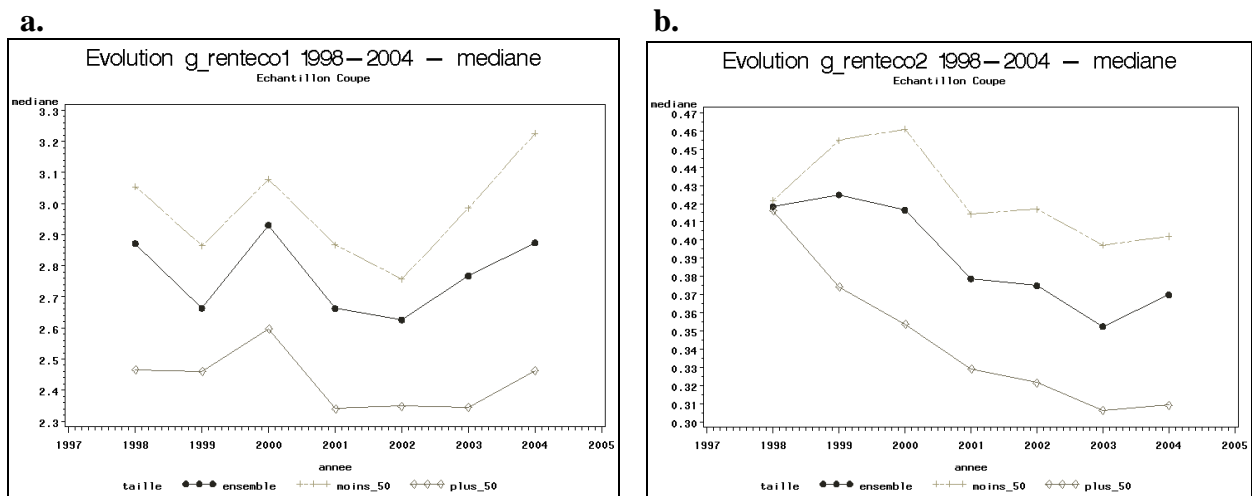 a.
Evolution g_renteco1 1998–2004 – mediane
Echantillon Coupe
mediane
3.3
3.2
3.1
3.0
2.9
2.8
2.7
2.6
2.5
2.4
2.3
1997 1998 1999 2000 2001 2002 2003 2004 2005
annee
taille ensemble moins_50 plus_50
b.
Evolution g_renteco2 1998–2004 – mediane
Echantillon Coupe
mediane
0.47
0.46
0.45
0.44
0.43
0.42
0.41
0.40
0.39
0.38
0.37
0.36
0.35
0.34
0.33
0.32
0.31
0.30
1997 1998 1999 2000 2001 2002 2003 2004 2005
annee
taille ensemble moins_50 plus_50